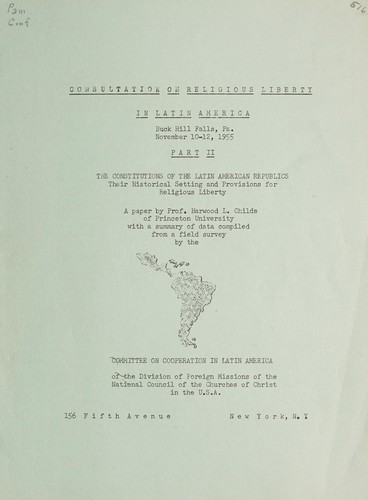 Pam
Conf
516
CONSULTATION ON RELIGIOUS LIBERTY
IN LATIN AMERICA
Buck Hill Falls, Pa.
November 10-12, 1955
PART II
THE CONSTITUTIONS OF THE LATIN AMERICAN REPUBLICS
Their Historical Setting and Provisions for
Religious Liberty
A paper by Prof. Harwood L. Childs
of Princeton University
with a summary of data compiled
from a field survey
by the
COMMITTEE ON COOPERATION IN LATIN AMERICA
of the Division of Foreign Missions of the
National Council of the Churches of Christ
in the U.S.A.
156 Fifth Avenue New York, N.Y